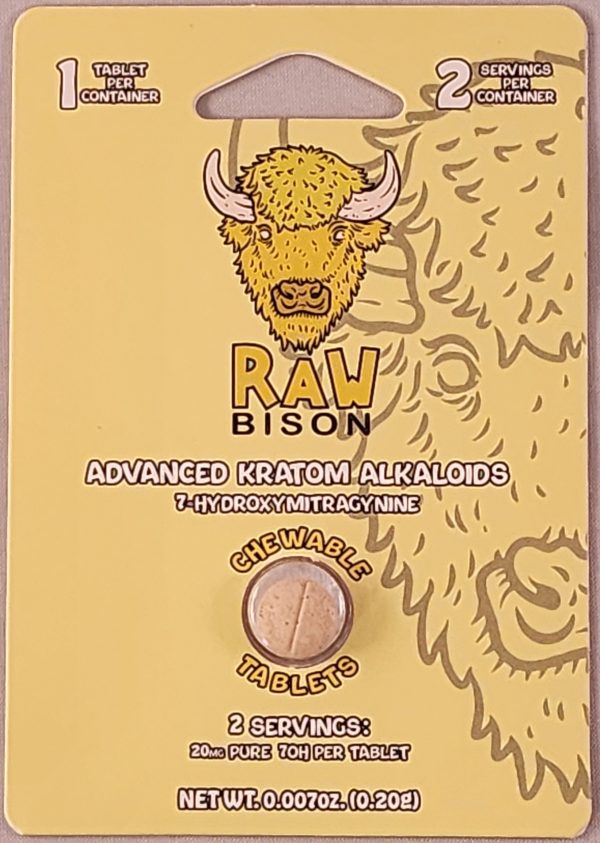 1 TABLET
PER
CONTAINER
2 SERVINGS
PER
CONTAINER
RAW
BISON
ADVANCED KRATOM ALKALOIDS
7-HYDROXYMITRAGYNINE
CHEWABLE
TABLETS
2 SERVINGS:
20MG PURE 7OH PER TABLET
NET WT. 0.007OZ. (0.20g)